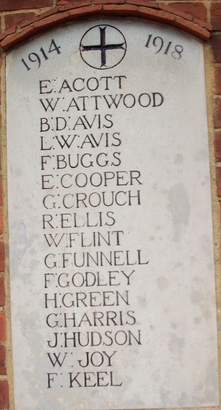 1914 1918
E. ACOTT
W. ATTWOOD
B. D. AVIS
L. W. AVIS
F. BUGGS
E. COOPER
G. CROUCH
R. ELLIS
W. FLINT
G. FUNNELL
F. GODLEY
H. GREEN
G. HARRIS
J. HUDSON
W. JOY
F. KEEL